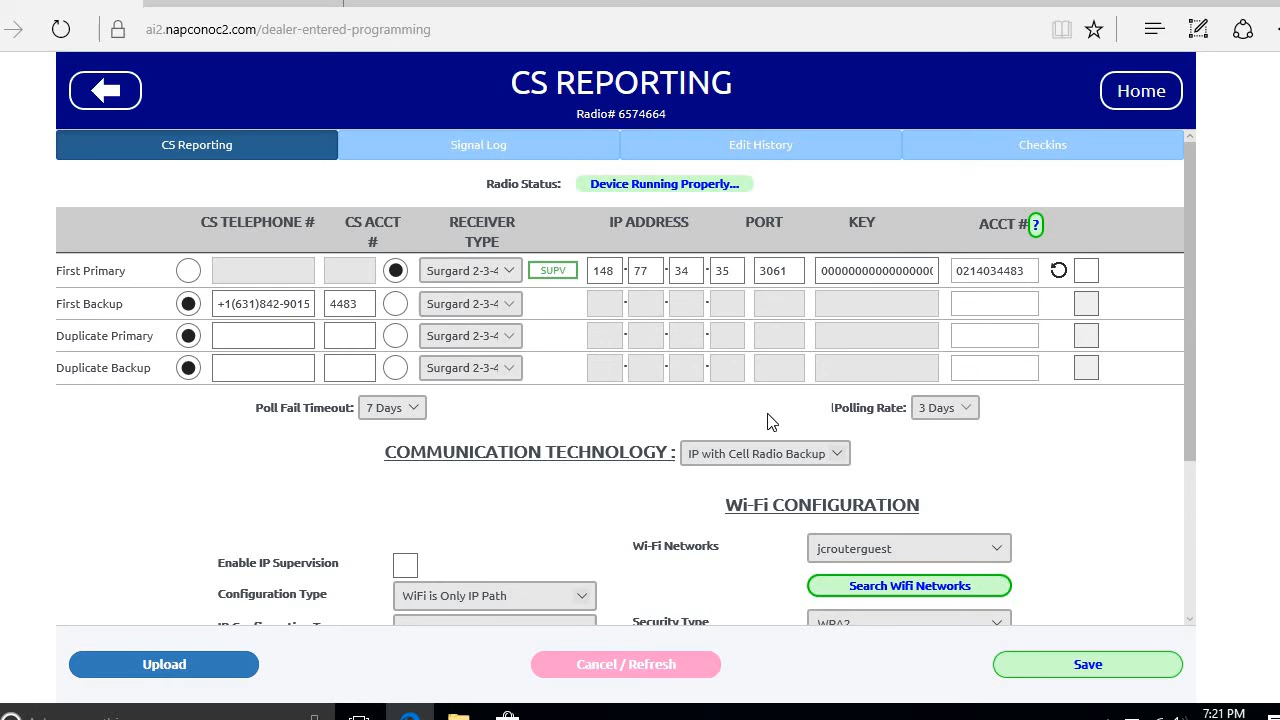 ai2.napconoc2.com/dealer-entered-programming
CS REPORTING
Home
Radio# 6574664
CS Reporting Signal Log Edit History Checkins
Radio Status: Device Running Properly...
CS TELEPHONE # CS ACCT # RECEIVER TYPE IP ADDRESS PORT KEY ACCT # ?
First Primary Surgard 2-3-4 SUPV 148 . 77 . 34 . 35 3061 0000000000000000 0214034483
First Backup +1(631)842-9015 4483 Surgard 2-3-4 . . .
Duplicate Primary Surgard 2-3-4 . . .
Duplicate Backup Surgard 2-3-4 . . .
Poll Fail Timeout: 7 Days Polling Rate: 3 Days
COMMUNICATION TECHNOLOGY : IP with Cell Radio Backup
Wi-Fi CONFIGURATION
Wi-Fi Networks jcrouterguest
Enable IP Supervision
Search Wifi Networks
Configuration Type WiFi is Only IP Path
Security Type WPA2
Upload Cancel / Refresh Save
7:21 PM